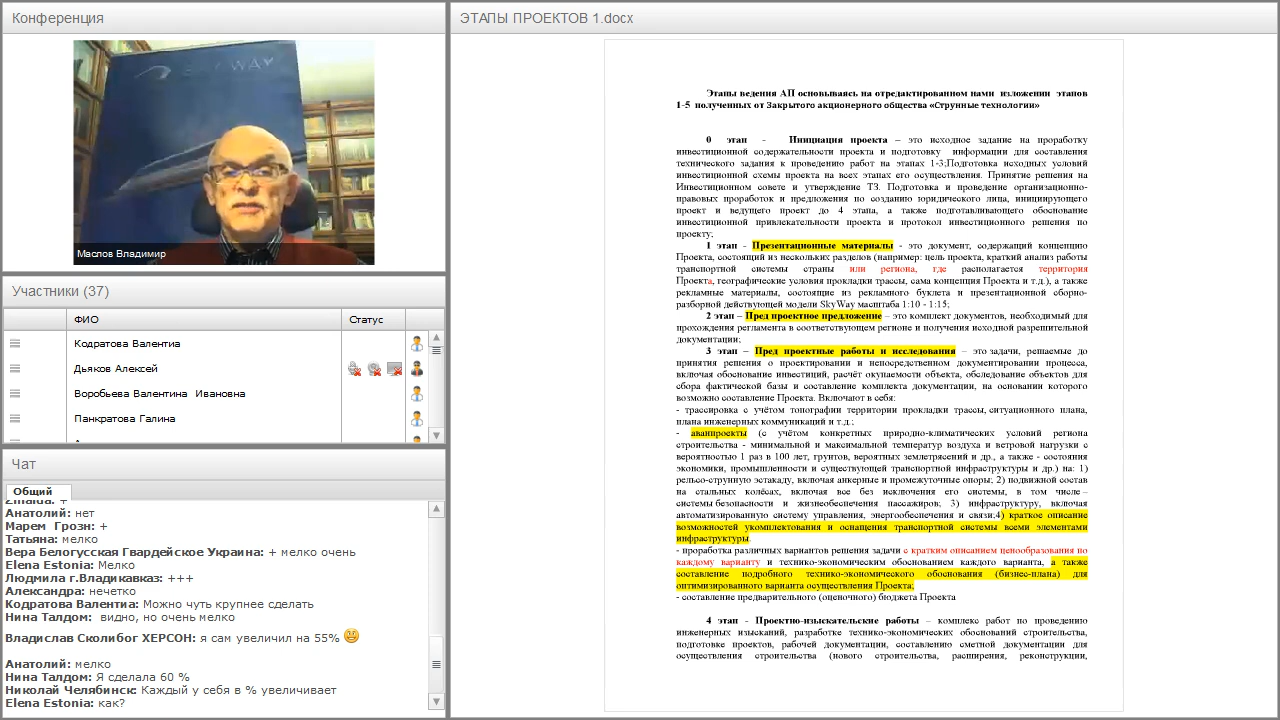 Конференция
SKYWAY
Маслов Владимир
Участники (37)
ФИО
Статус
Кодратова Валентина
Дьяков Алексей
Воробьева Валентина Ивановна
Панкратова Галина
Чат
Общий
Zinaida: +
Анатолий: нет
Марем Грозн: +
Татьяна: мелко
Вера Белогусская Гвардейское Украина: + мелко очень
Elena Estonia: Мелко
Людмила г.Владикавказ: +++
Александра: нечетко
Кодратова Валентиа: Можно чуть крупнее сделать
Нина Талдом: видно, но очень мелко
Владислав Сколибог ХЕРСОН: я сам увеличил на 55%
Анатолий: мелко
Нина Талдом: Я сделала 60 %
Николай Челябинск: Каждый у себя в % увеличивает
Elena Estonia: как?
ЭТАПЫ ПРОЕКТОВ 1.docx
Этапы ведения АП основываясь на отредактированном нами изложении этапов
1-5 полученных от Закрытого акционерного общества «Струнные технологии»
0 этап - Инициация проекта – это исходное задание на проработку
инвестиционной содержательности проекта и подготовку информации для составления
технического задания к проведению работ на этапах 1-3;Подготовка исходных условий
инвестиционной схемы проекта на всех этапах его осуществления. Принятие решения на
Инвестиционном совете и утверждение ТЗ. Подготовка и проведение организационно-
правовых проработок и предложения по созданию юридического лица, инициирующего
проект и ведущего проект до 4 этапа, а также подготавливающего обоснование
инвестиционной привлекательности проекта и протокол инвестиционного решения по
проекту;
1 этап - Презентационные материалы - это документ, содержащий концепцию
Проекта, состоящий из нескольких разделов (например: цель проекта, краткий анализ работы
транспортной системы страны или региона, где располагается территория
Проекта, географические условия прокладки трассы, сама концепция Проекта и т.д.), а также
рекламные материалы, состоящие из рекламного буклета и презентационной сборно-
разборной действующей модели SkyWay масштаба 1:10 - 1:15;
2 этап – Пред проектное предложение – это комплект документов, необходимый для
прохождения регламента в соответствующем регионе и получения исходной разрешительной
документации;
3 этап – Пред проектные работы и исследования – это задачи, решаемые до
принятия решения о проектировании и непосредственном документировании процесса,
включая обоснование инвестиций, расчёт окупаемости объекта, обследование объектов для
сбора фактической базы и составление комплекта документации, на основании которого
возможно составление Проекта. Включают в себя:
- трассировка с учётом топографии территории прокладки трассы, ситуационного плана,
плана инженерных коммуникаций и т.д.;
- аванпроекты (с учётом конкретных природно-климатических условий региона
строительства - минимальной и максимальной температур воздуха и ветровой нагрузки с
вероятностью 1 раз в 100 лет, грунтов, вероятных землетрясений и др., а также - состояния
экономики, промышленности и существующей транспортной инфраструктуры и др.) на: 1)
рельсо-струнную эстакаду, включая анкерные и промежуточные опоры; 2) подвижной состав
на стальных колёсах, включая все без исключения его системы, в том числе –
системы безопасности и жизнеобеспечения пассажиров; 3) инфраструктуру, включая
автоматизированную систему управления, энергообеспечения и связи;4) краткое описание
возможностей укомплектования и оснащения транспортной системы всеми элементами
инфраструктуры.
- проработка различных вариантов решения задачи с кратким описанием ценообразования по
каждому варианту и технико-экономическим обоснованием каждого варианта, а также
составление подробного технико-экономического обоснования (бизнес-плана) для
оптимизированного варианта осуществления Проекта;
- составление предварительного (оценочного) бюджета Проекта
4 этап - Проектно-изыскательские работы – комплекс работ по проведению
инженерных изысканий, разработке технико-экономических обоснований строительства,
подготовке проектов, рабочей документации, составлению сметной документации для
осуществления строительства (нового строительства, расширения, реконструкции,